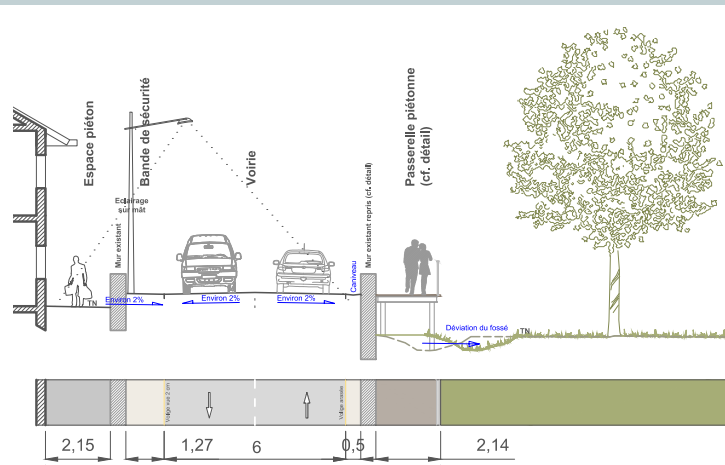 Espace piéton
Mur existant
Bande de sécurité
Eclairage
sur mât
Voirie
Caniveau
Mur existant repris (cf. détail)
Passerelle piétonne
(cf. détail)
TN
Environ 2%
Environ 2%
Environ 2%
Déviation du fossé
TN
2,15
1,27
6
0,5
2,14